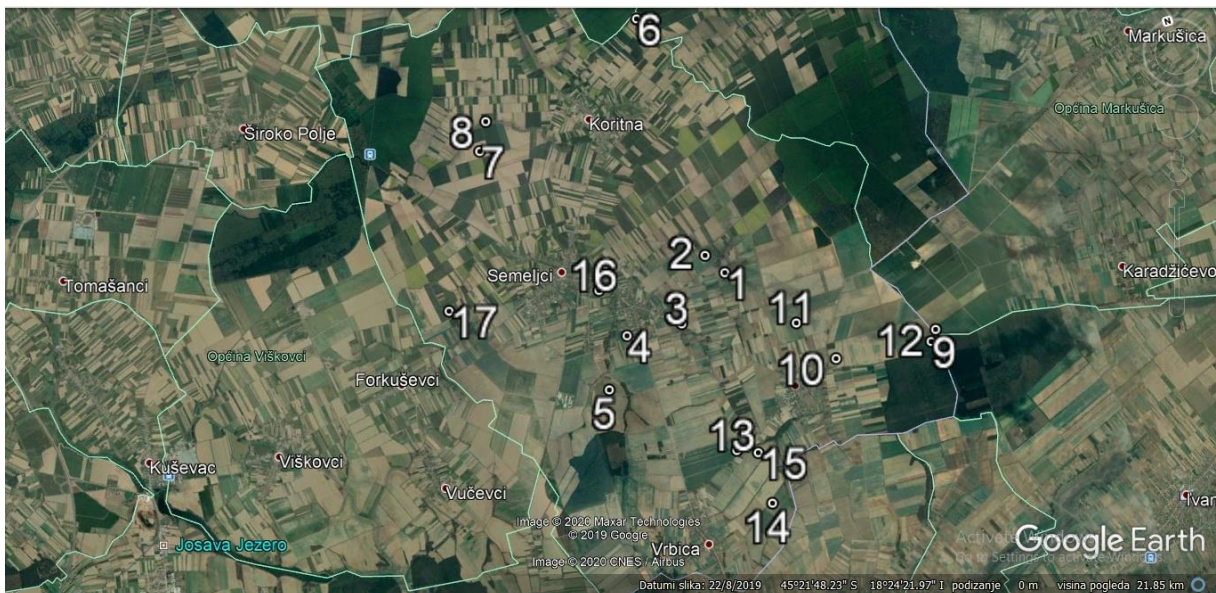 6
Markušica
Općina Markušica
Koritna
Široko Polje
8
7
2
Semeljci
16
1
Karadžićevo
Tomašanci
3
11
17
12
9
4
Općina Viškovci
10
Forkuševci
5
13
15
Viškovci
Kuševac
Vučevci
14
Image © 2020 Maxar Technologies
© 2019 Google
Vrbica
Josava Jezero
Image © 2020 CNES / Airbus
Google Earth
Datumi slika: 22/8/2019 45°21'48.23" S 18°24'21.97" I podizanje 0 m visina pogleda 21.85 km